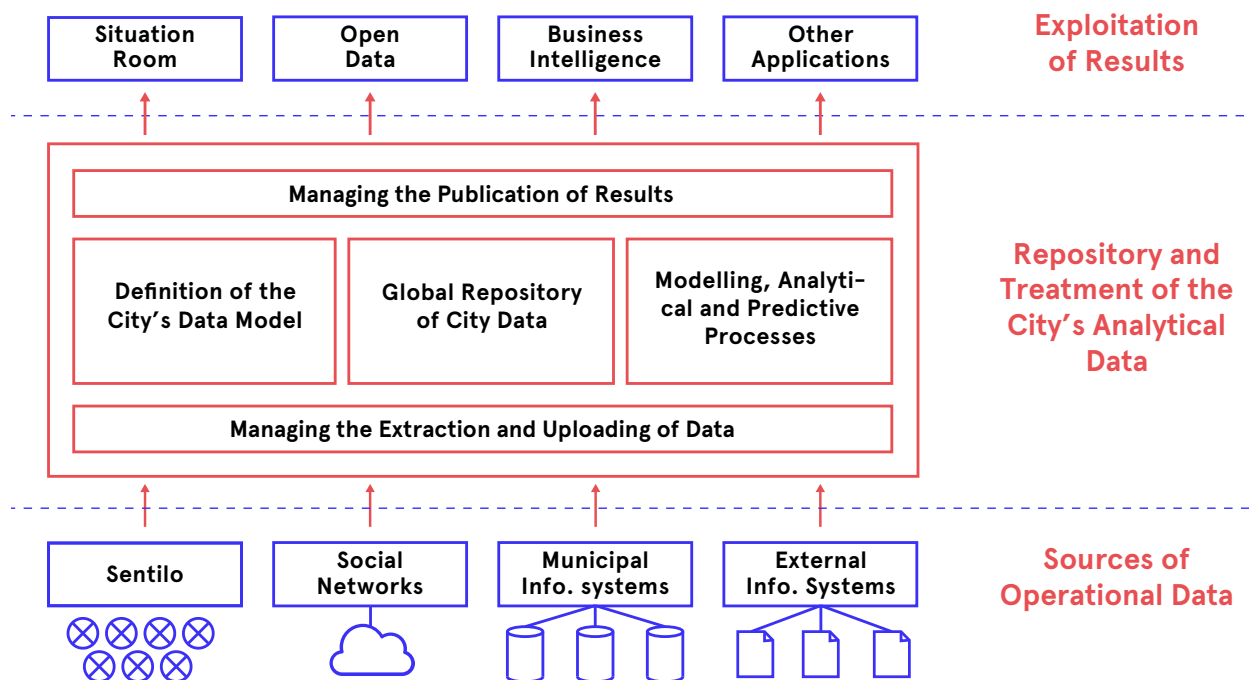 Situation
Room
Open
Data
Business
Intelligence
Other
Applications
Exploitation
of Results
Managing the Publication of Results
Definition of the
City's Data Model
Global Repository
of City Data
Modelling, Analyti-
cal and Predictive
Processes
Repository and
Treatment of the
City's Analytical
Data
Managing the Extraction and Uploading of Data
Sentilo
Social
Networks
Municipal
Info. systems
External
Info. Systems
Sources of
Operational Data